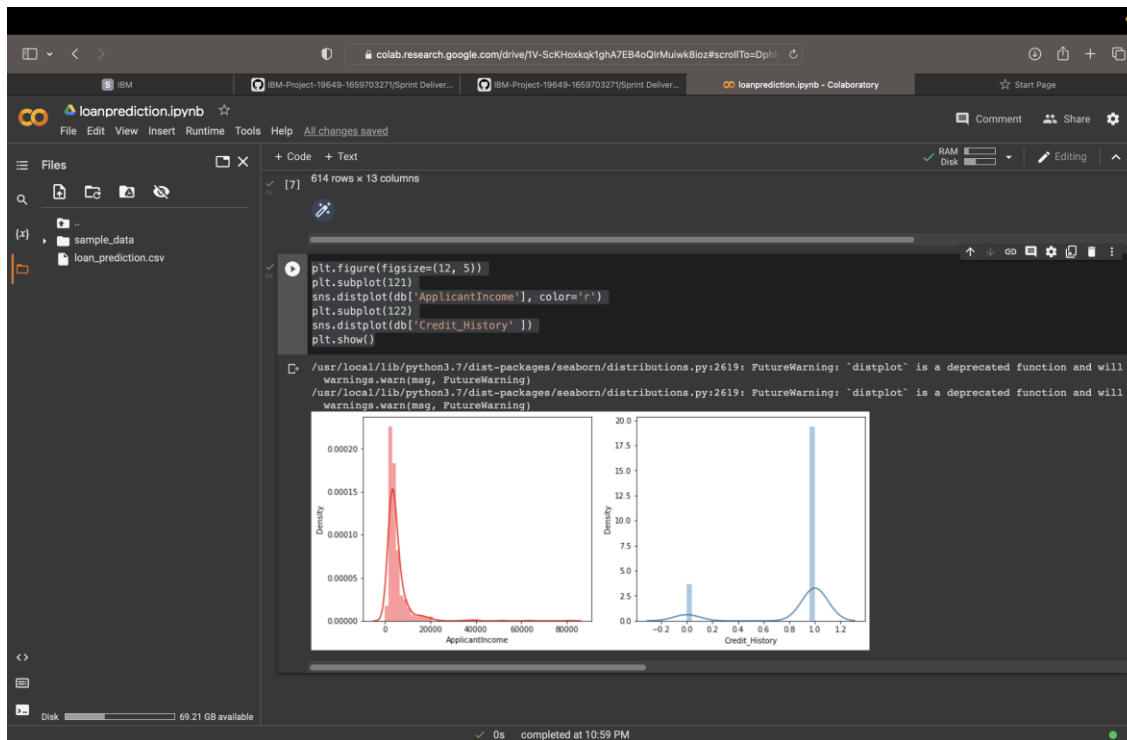 colab.research.google.com/drive/1V-ScKHoxkqk1ghA7EB4oQIrMuiwk8ioz#scrollTo=Dph
S IBM
IBM-Project-19649-1659703271/Sprint Deliver...
IBM-Project-19649-1659703271/Sprint Deliver...
CO loanprediction.ipynb - Colaboratory
Start Page
loanprediction.ipynb
File Edit View Insert Runtime Tools Help All changes saved
Comment Share
Files
+ Code + Text
RAM
Disk
Editing
[7]
0s
614 rows × 13 columns
{x}
..
sample_data
loan_prediction.csv
0s
plt.figure(figsize=(12, 5))
plt.subplot(121)
sns.distplot(db['ApplicantIncome'], color='r')
plt.subplot(122)
sns.distplot(db['Credit_History' ])
plt.show()
/usr/local/lib/python3.7/dist-packages/seaborn/distributions.py:2619: FutureWarning: `distplot` is a deprecated function and will
warnings.warn(msg, FutureWarning)
/usr/local/lib/python3.7/dist-packages/seaborn/distributions.py:2619: FutureWarning: `distplot` is a deprecated function and will
warnings.warn(msg, FutureWarning)
0.00020
0.00015
0.00010
0.00005
0.00000
Density
0 20000 40000 60000 80000
ApplicantIncome
20.0
17.5
15.0
12.5
10.0
7.5
5.0
2.5
0.0
Density
−0.2 0.0 0.2 0.4 0.6 0.8 1.0 1.2
Credit_History
<>
Disk 69.21 GB available
0s completed at 10:59 PM